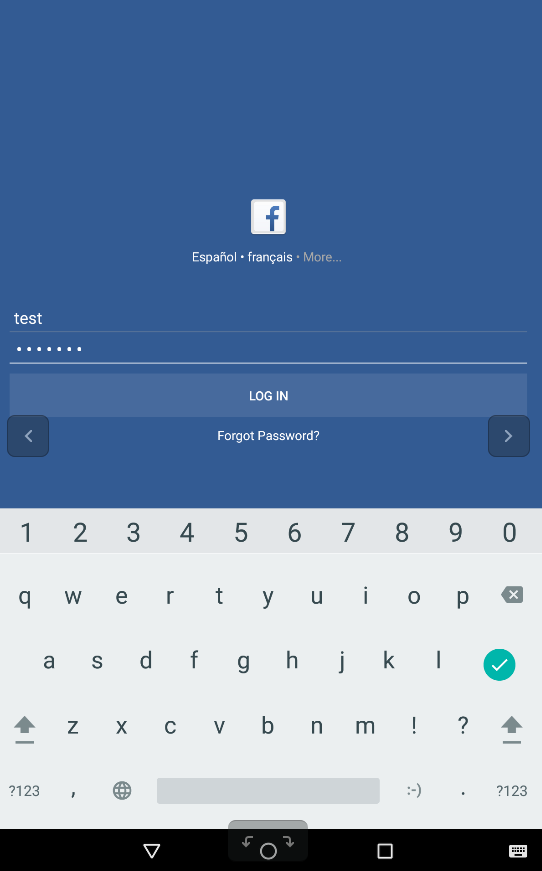 f
Español • français • More...
test
•••••••
LOG IN
Forgot Password?
1 2 3 4 5 6 7 8 9 0
q w e r t y u i o p
a s d f g h j k l
z x c v b n m ! ?
?123 , :-) . ?123